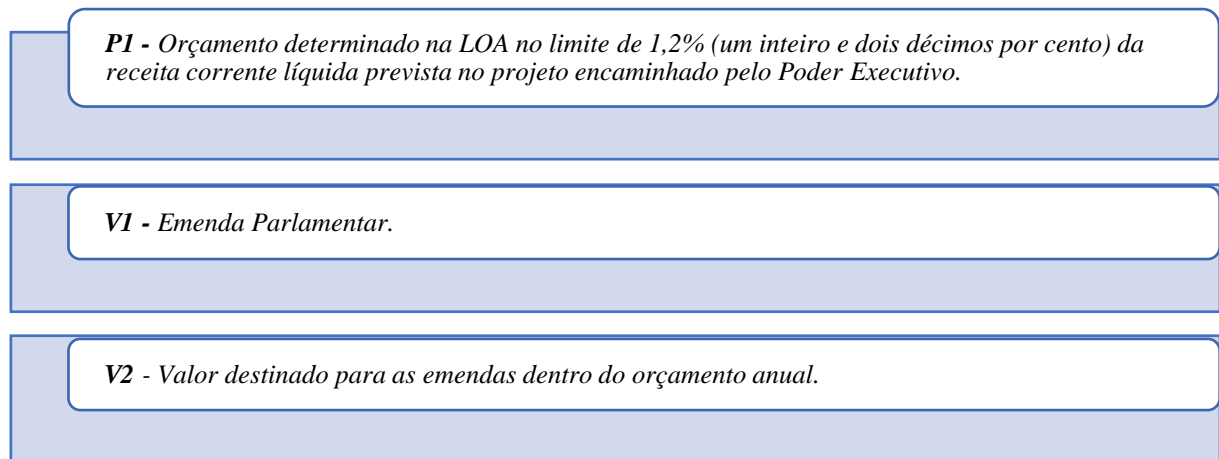 P1 - Orçamento determinado na LOA no limite de 1,2% (um inteiro e dois décimos por cento) da
receita corrente líquida prevista no projeto encaminhado pelo Poder Executivo.
V1 - Emenda Parlamentar.
V2 - Valor destinado para as emendas dentro do orçamento anual.